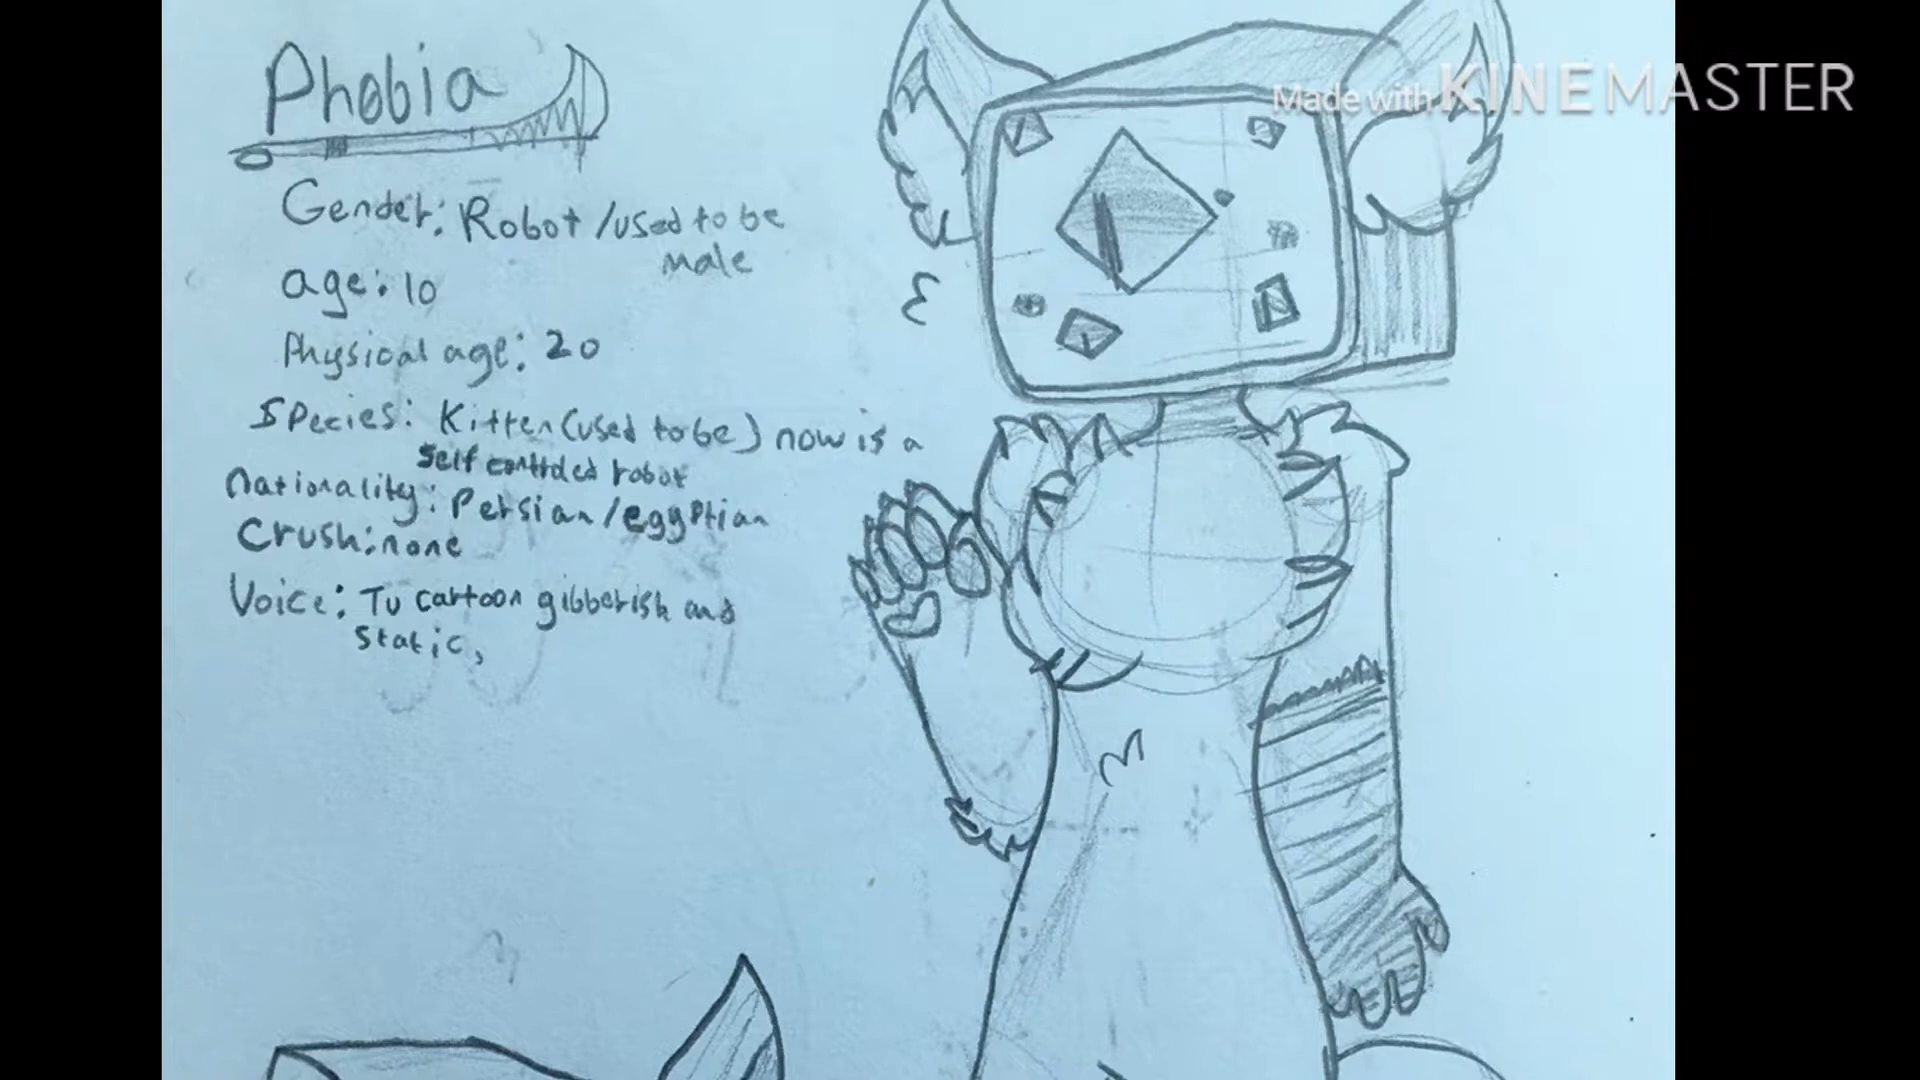 Phobia
Made with KINEMASTER
Gender: Robot /used to be
male
age: 10
Physical age: 20
Species: Kitten (used to be) now is a
self controled robot
nationality: Persian/egyptian
Crush: none
Voice: Tv cartoon gibberish and
static,